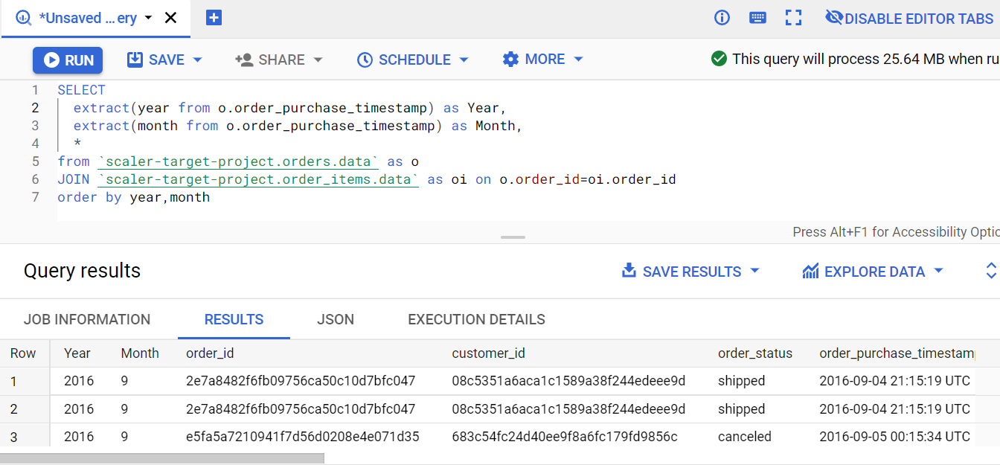 *Unsaved ...ery DISABLE EDITOR TABS
RUN SAVE SHARE SCHEDULE MORE This query will process 25.64 MB when ru
1 SELECT
2 extract(year from o.order_purchase_timestamp) as Year,
3 extract(month from o.order_purchase_timestamp) as Month,
4 *
5 from `scaler-target-project.orders.data` as o
6 JOIN `scaler-target-project.order_items.data` as oi on o.order_id=oi.order_id
7 order by year,month
Press Alt+F1 for Accessibility Optio
Query results SAVE RESULTS EXPLORE DATA
JOB INFORMATION RESULTS JSON EXECUTION DETAILS
Row Year Month order_id customer_id order_status order_purchase_timestam
1 2016 9 2e7a8482f6fb09756ca50c10d7bfc047 08c5351a6aca1c1589a38f244edeee9d shipped 2016-09-04 21:15:19 UTC
2 2016 9 2e7a8482f6fb09756ca50c10d7bfc047 08c5351a6aca1c1589a38f244edeee9d shipped 2016-09-04 21:15:19 UTC
3 2016 9 e5fa5a7210941f7d56d0208e4e071d35 683c54fc24d40ee9f8a6fc179fd9856c canceled 2016-09-05 00:15:34 UTC